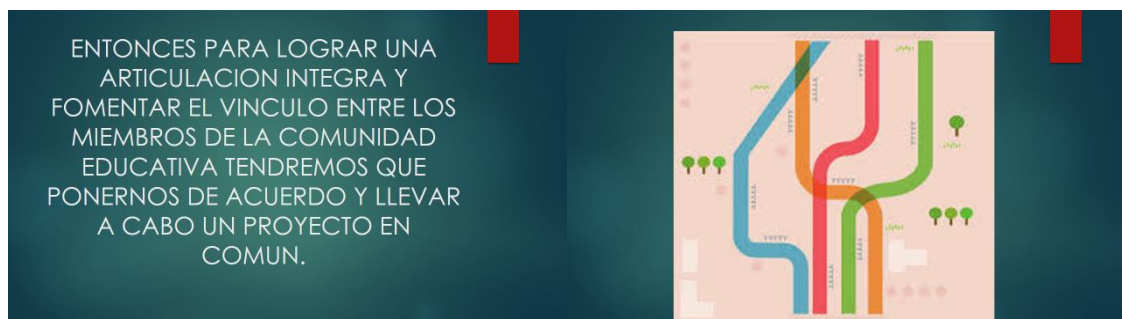 ENTONCES PARA LOGRAR UNA
ARTICULACION INTEGRA Y
FOMENTAR EL VINCULO ENTRE LOS
MIEMBROS DE LA COMUNIDAD
EDUCATIVA TENDREMOS QUE
PONERNOS DE ACUERDO Y LLEVAR
A CABO UN PROYECTO EN
COMUN.